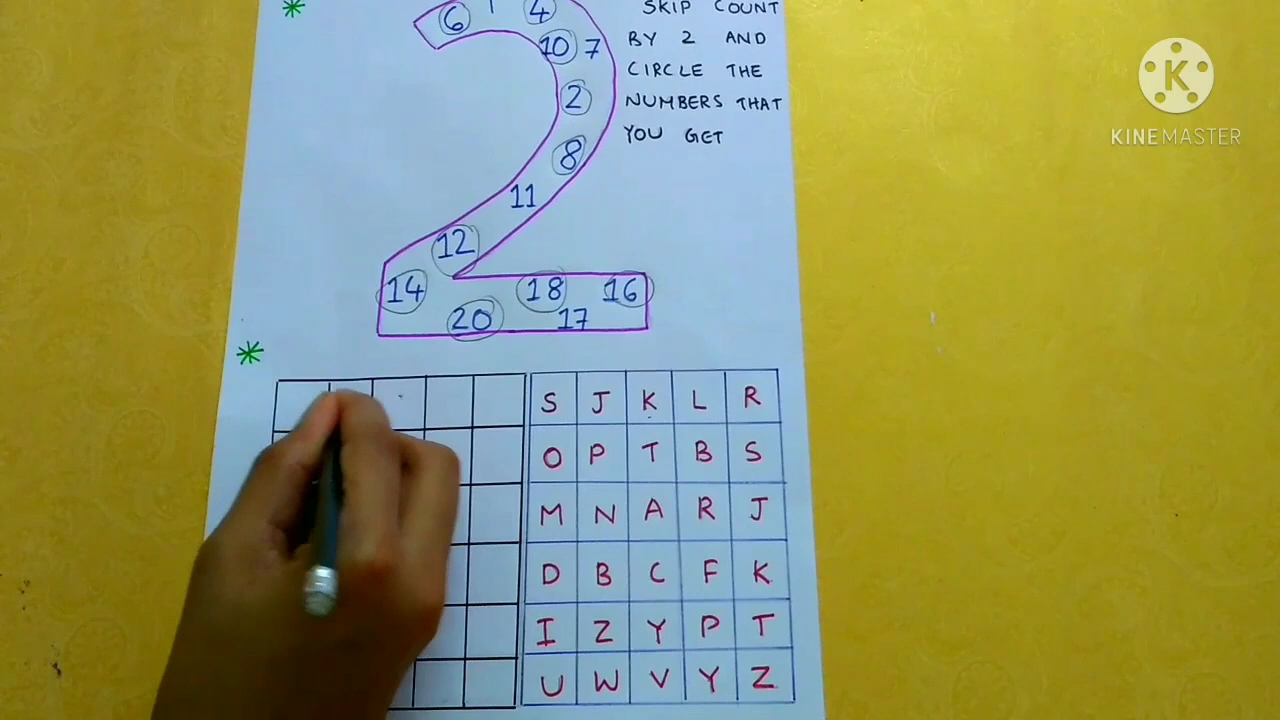 SKIP COUNT
BY 2 AND
CIRCLE THE
NUMBERS THAT
YOU GET
6 1 4
10 7
2
8
11
12
14 18 16
20 17
S J K L R
O P T B S
M N A R J
D B C F K
I Z Y P T
U W V Y Z
K
KINEMASTER